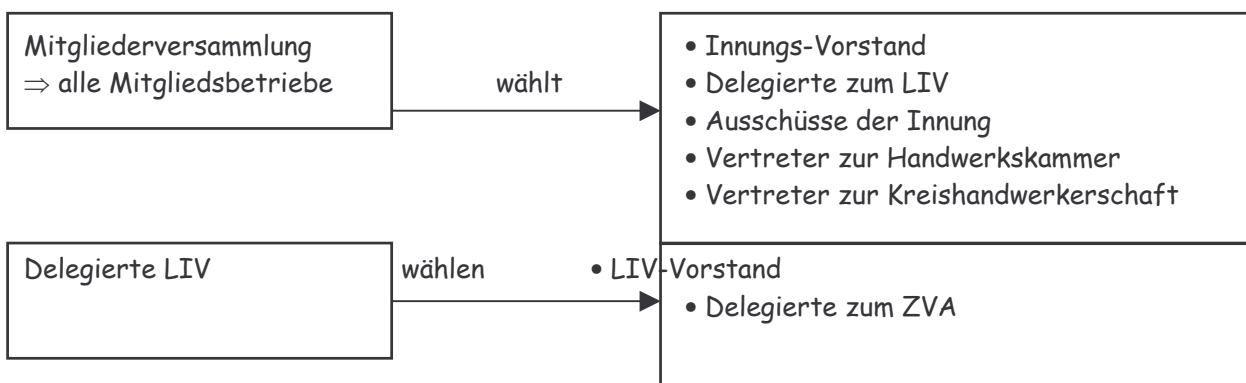 Mitgliederversammlung
⇒ alle Mitgliedsbetriebe
wählt
• Innungs-Vorstand
• Delegierte zum LIV
• Ausschüsse der Innung
• Vertreter zur Handwerkskammer
• Vertreter zur Kreishandwerkerschaft
Delegierte LIV
wählen
• LIV-Vorstand
• Delegierte zum ZVA